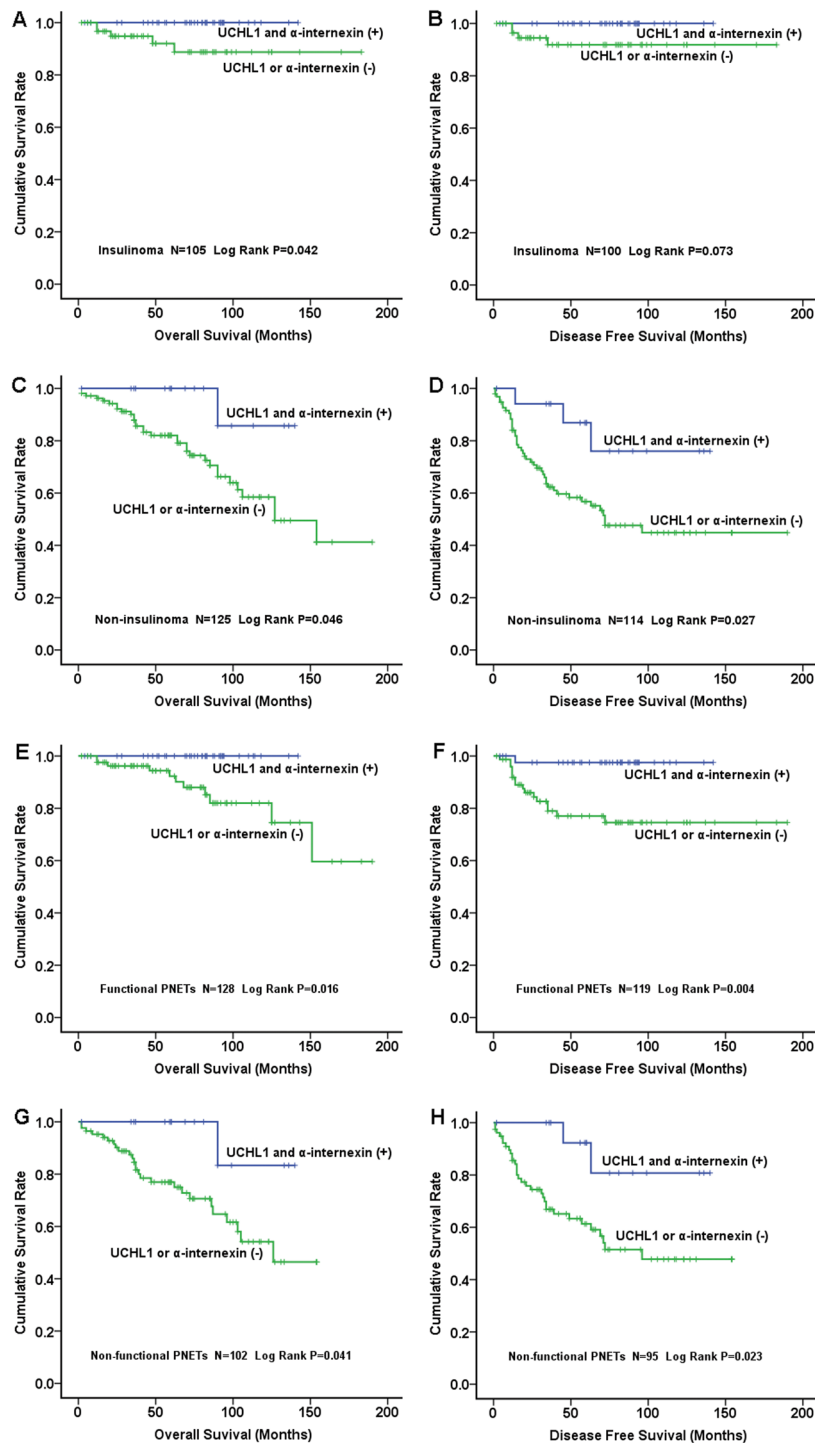 A
Cumulative Survival Rate
1.0
0.8
0.6
0.4
0.2
0.0
UCHL1 and α-internexin (+)
UCHL1 or α-internexin (-)
Insulinoma N=105 Log Rank P=0.042
0 50 100 150 200
Overall Suvival (Months)
B
Cumulative Survival Rate
1.0
0.8
0.6
0.4
0.2
0.0
UCHL1 and α-internexin (+)
UCHL1 or α-internexin (-)
Insulinoma N=100 Log Rank P=0.073
0 50 100 150 200
Disease Free Suvival (Months)
C
Cumulative Survival Rate
1.0
0.8
0.6
0.4
0.2
0.0
UCHL1 and α-internexin (+)
UCHL1 or α-internexin (-)
Non-insulinoma N=125 Log Rank P=0.046
0 50 100 150 200
Overall Suvival (Months)
D
Cumulative Survival Rate
1.0
0.8
0.6
0.4
0.2
0.0
UCHL1 and α-internexin (+)
UCHL1 or α-internexin (-)
Non-insulinoma N=114 Log Rank P=0.027
0 50 100 150 200
Disease Free Suvival (Months)
E
Cumulative Survival Rate
1.0
0.8
0.6
0.4
0.2
0.0
UCHL1 and α-internexin (+)
UCHL1 or α-internexin (-)
Functional PNETs N=128 Log Rank P=0.016
0 50 100 150 200
Overall Suvival (Months)
F
Cumulative Survival Rate
1.0
0.8
0.6
0.4
0.2
0.0
UCHL1 and α-internexin (+)
UCHL1 or α-internexin (-)
Functional PNETs N=119 Log Rank P=0.004
0 50 100 150 200
Disease Free Suvival (Months)
G
Cumulative Survival Rate
1.0
0.8
0.6
0.4
0.2
0.0
UCHL1 and α-internexin (+)
UCHL1 or α-internexin (-)
Non-functional PNETs N=102 Log Rank P=0.041
0 50 100 150 200
Overall Suvival (Months)
H
Cumulative Survival Rate
1.0
0.8
0.6
0.4
0.2
0.0
UCHL1 and α-internexin (+)
UCHL1 or α-internexin (-)
Non-functional PNETs N=95 Log Rank P=0.023
0 50 100 150 200
Disease Free Suvival (Months)